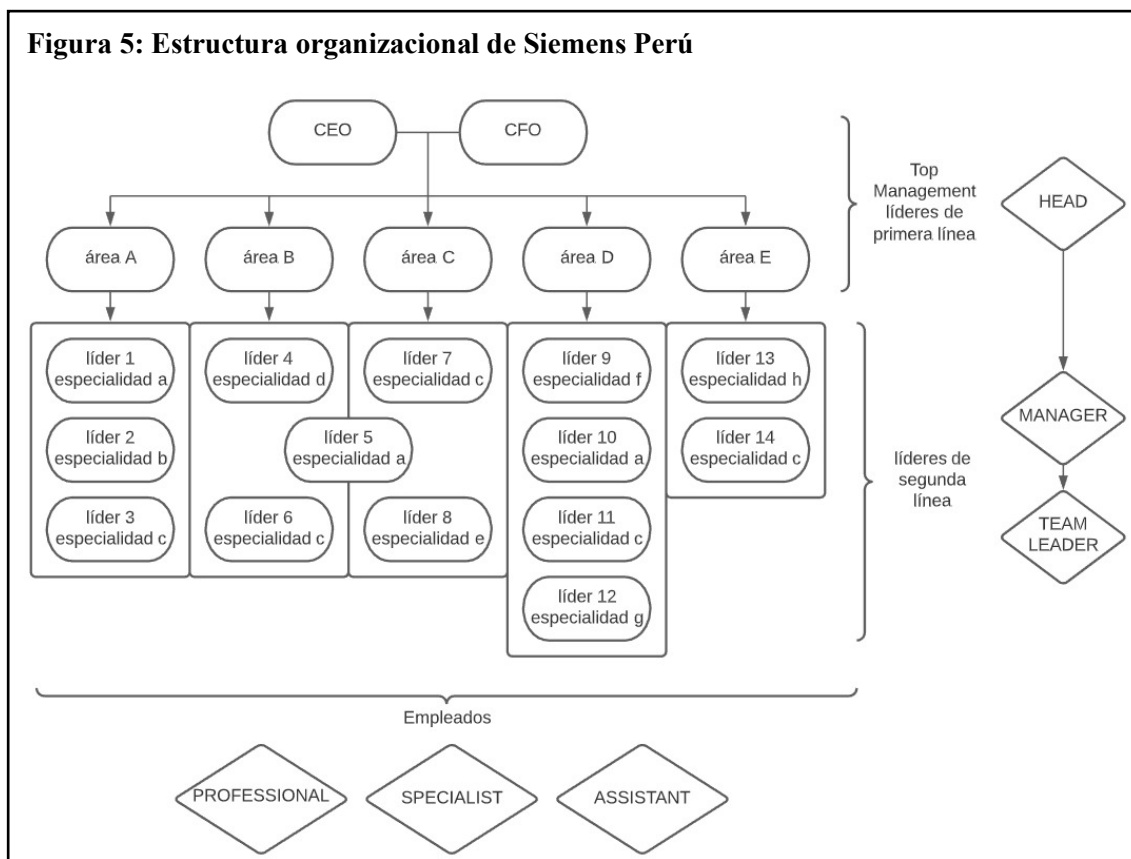 Figura 5: Estructura organizacional de Siemens Perú
CEO
CFO
Top
Management
líderes de
primera línea
HEAD
área A
área B
área C
área D
área E
líder 1
especialidad a
líder 4
especialidad d
líder 7
especialidad c
líder 9
especialidad f
líder 13
especialidad h
líder 2
especialidad b
líder 5
especialidad a
líder 10
especialidad a
líder 14
especialidad c
líder 3
especialidad c
líder 6
especialidad c
líder 8
especialidad e
líder 11
especialidad c
líder 12
especialidad g
líderes de
segunda
línea
MANAGER
TEAM
LEADER
Empleados
PROFESSIONAL
SPECIALIST
ASSISTANT